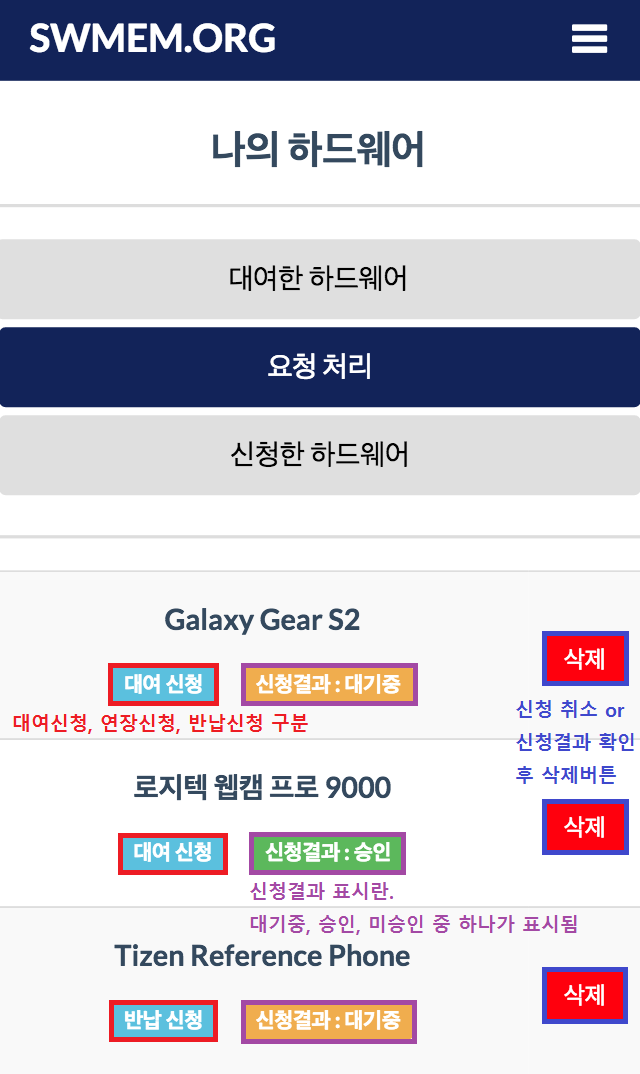 SWMEM.ORG
나의 하드웨어
대여한 하드웨어
요청 처리
신청한 하드웨어
Galaxy Gear S2
삭제
대여 신청 신청결과 : 대기중
대여신청, 연장신청, 반납신청 구분
신청 취소 or
신청결과 확인
후 삭제버튼
로지텍 웹캠 프로 9000
삭제
대여 신청 신청결과 : 승인
신청결과 표시란.
대기중, 승인, 미승인 중 하나가 표시됨
Tizen Reference Phone
삭제
반납 신청 신청결과 : 대기중